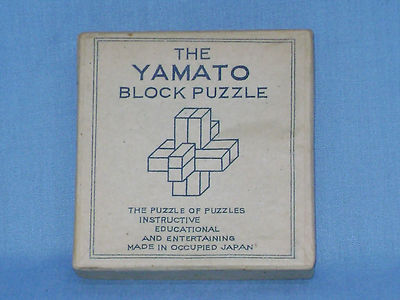 THE
YAMATO
BLOCK PUZZLE
THE PUZZLE OF PUZZLES
INSTRUCTIVE
EDUCATIONAL
AND ENTERTAINING
MADE IN OCCUPIED JAPAN